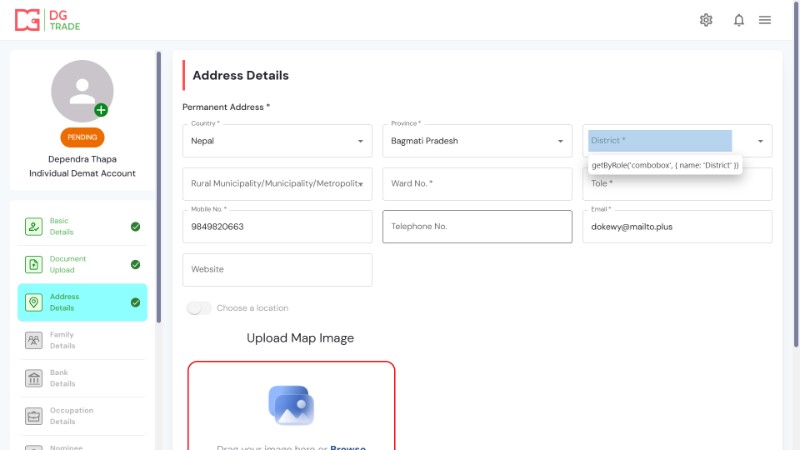 DG
TRADE
PENDING
Dependra Thapa
Individual Demat Account
Basic
Details
Document
Upload
Address
Details
Family
Details
Bank
Details
Occupation
Details
Nominee
Address Details
Permanent Address *
Country *
Nepal
Province *
Bagmati Pradesh
District *
getByRole('combobox', { name: 'District' })
Rural Municipality/Municipality/Metropolit
Ward No. *
Tole *
Mobile No. *
9849820663
Telephone No.
Email *
dokewy@mailto.plus
Website
Choose a location
Upload Map Image
Drag your image here or Browse